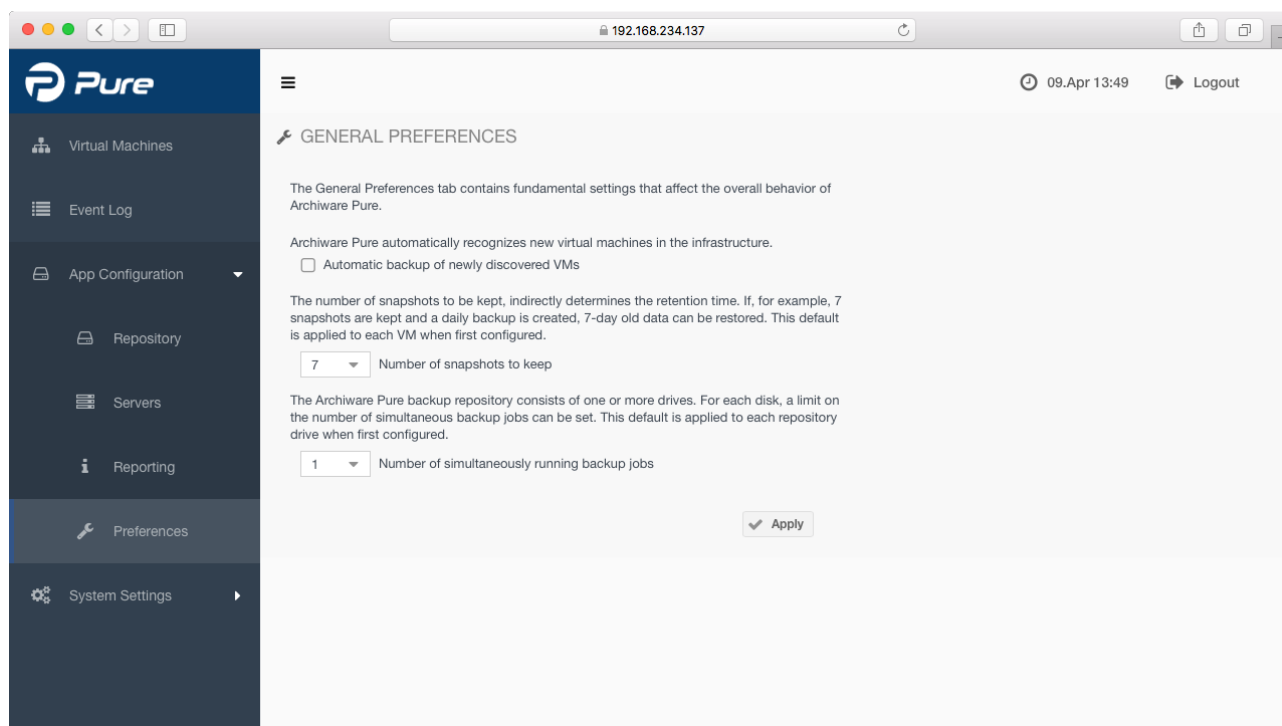 192.168.234.137
Pure
09.Apr 13:49
Logout
Virtual Machines
Event Log
App Configuration
Repository
Servers
Reporting
Preferences
System Settings
GENERAL PREFERENCES
The General Preferences tab contains fundamental settings that affect the overall behavior of
Archiware Pure.
Archiware Pure automatically recognizes new virtual machines in the infrastructure.
Automatic backup of newly discovered VMs
The number of snapshots to be kept, indirectly determines the retention time. If, for example, 7
snapshots are kept and a daily backup is created, 7-day old data can be restored. This default
is applied to each VM when first configured.
7 Number of snapshots to keep
The Archiware Pure backup repository consists of one or more drives. For each disk, a limit on
the number of simultaneous backup jobs can be set. This default is applied to each repository
drive when first configured.
1 Number of simultaneously running backup jobs
Apply